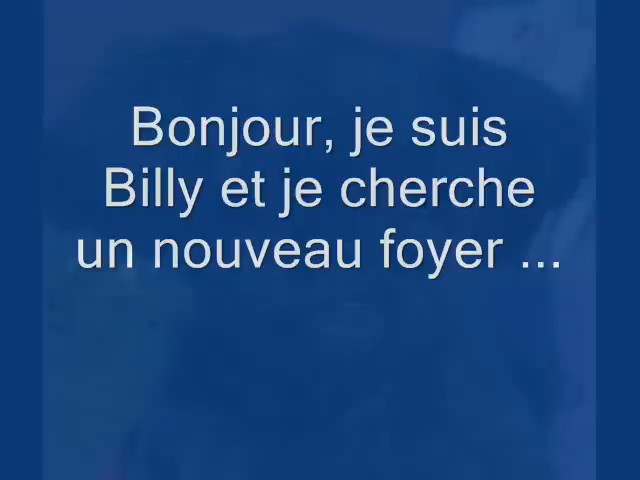 Bonjour, je suis
Billy et je cherche
un nouveau foyer ...